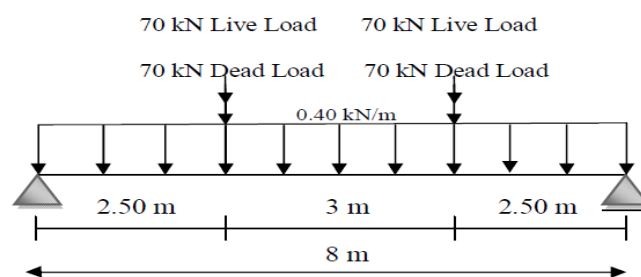 70 kN Live Load 70 kN Live Load
70 kN Dead Load 70 kN Dead Load
0.40 kN/m
2.50 m 3 m 2.50 m
8 m